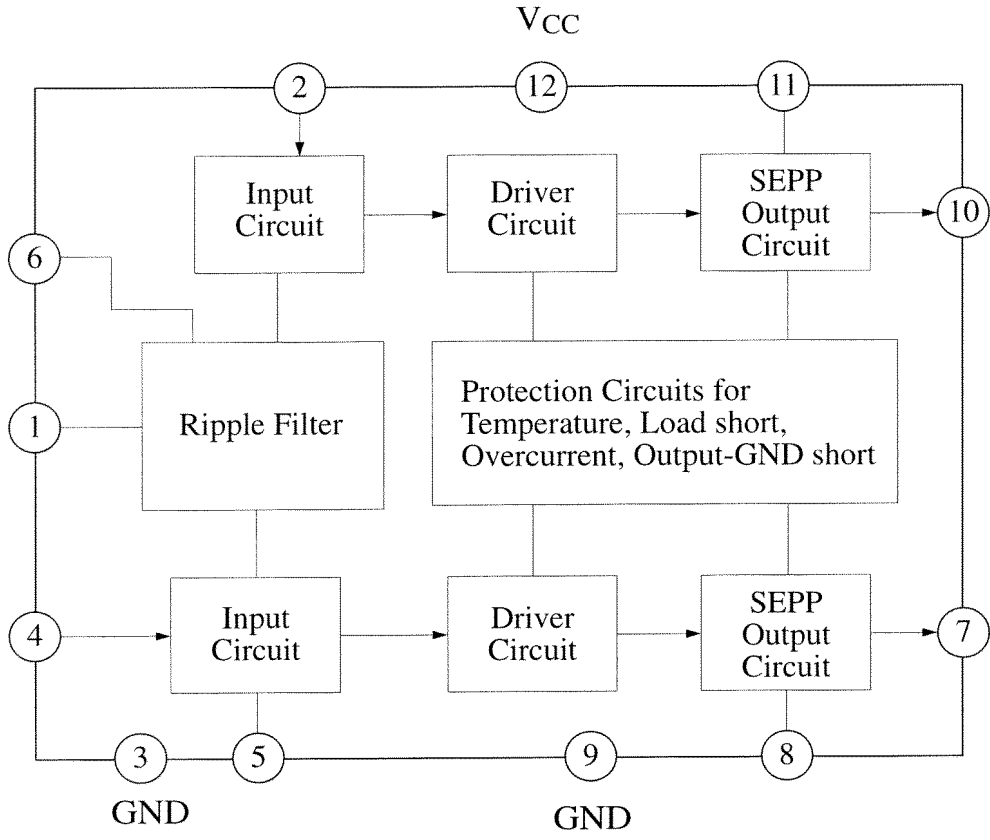 VCC
2
12
11
Input
Circuit
Driver
Circuit
SEPP
Output
Circuit
10
6
1
Ripple Filter
Protection Circuits for
Temperature, Load short,
Overcurrent, Output-GND short
4
Input
Circuit
Driver
Circuit
SEPP
Output
Circuit
7
3
5
9
8
GND
GND